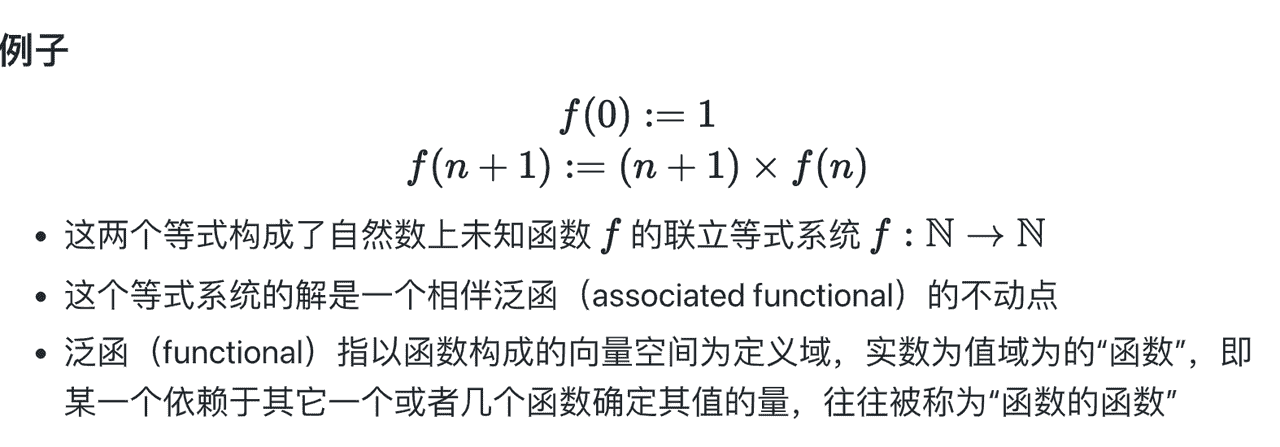 例子
f(0) := 1
f(n + 1) := (n + 1) × f(n)
• 这两个等式构成了自然数上未知函数 f 的联立等式系统 f : ℕ → ℕ
• 这个等式系统的解是一个相伴泛函（associated functional）的不动点
• 泛函（functional）指以函数构成的向量空间为定义域，实数为值域为的“函数”，即
某一个依赖于其它一个或者几个函数确定其值的量，往往被称为“函数的函数”